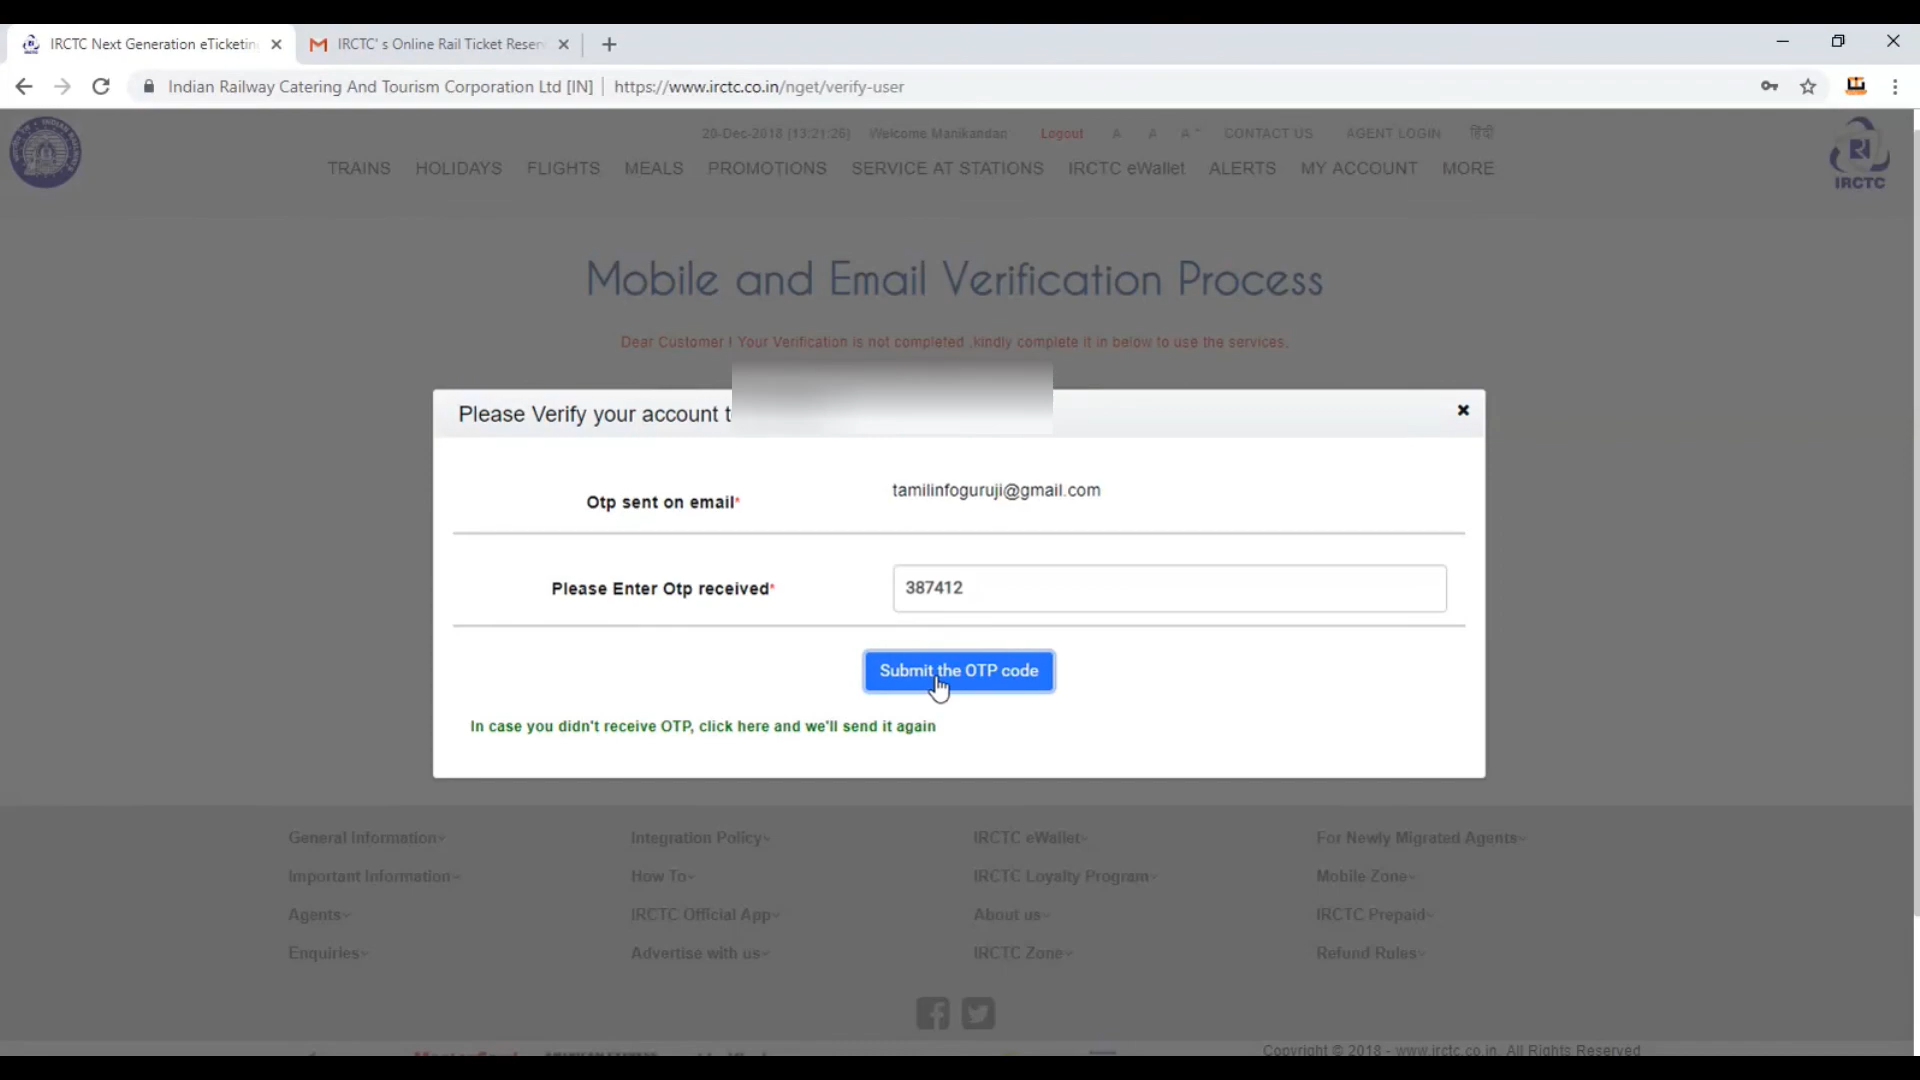 IRCTC Next Generation eTicketin
IRCTC' s Online Rail Ticket Reser
Indian Railway Catering And Tourism Corporation Ltd [IN] | https://www.irctc.co.in/nget/verify-user
20-Dec-2018 [13:21:26] Welcome Manikandan Logout A A A+ CONTACT US AGENT LOGIN हिंदी
TRAINS HOLIDAYS FLIGHTS MEALS PROMOTIONS SERVICE AT STATIONS IRCTC eWallet ALERTS MY ACCOUNT MORE
IRCTC
Mobile and Email Verification Process
Dear Customer ! Your Verification is not completed ,kindly complete it in below to use the services.
Please Verify your account t
Otp sent on email* tamilinfoguruji@gmail.com
Please Enter Otp received* 387412
Submit the OTP code
In case you didn't receive OTP, click here and we'll send it again
General Information Integration Policy IRCTC eWallet For Newly Migrated Agents
Important Information How To IRCTC Loyalty Program Mobile Zone
Agents IRCTC Official App About us IRCTC Prepaid
Enquiries Advertise with us IRCTC Zone Refund Rules
Copyright © 2018 - www.irctc.co.in. All Rights Reserved